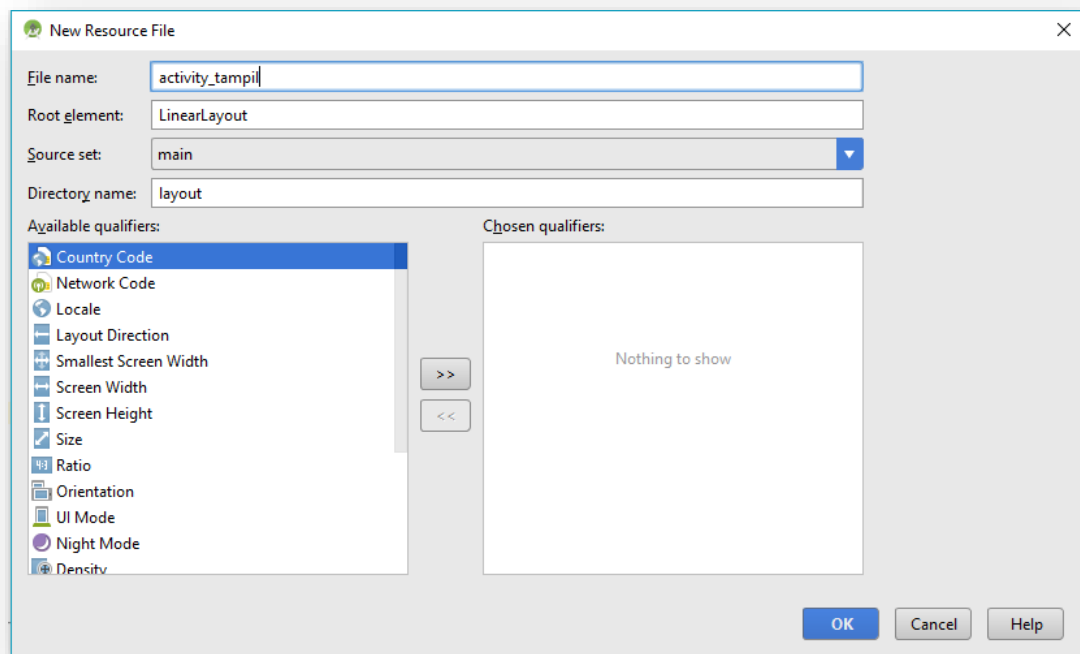 New Resource File
File name: activity_tampil
Root element: LinearLayout
Source set: main
Directory name: layout
Available qualifiers:
Chosen qualifiers:
Country Code
Network Code
Locale
Layout Direction
Smallest Screen Width
Screen Width
Screen Height
Size
Ratio
Orientation
UI Mode
Night Mode
Density
>>
<<
Nothing to show
OK Cancel Help